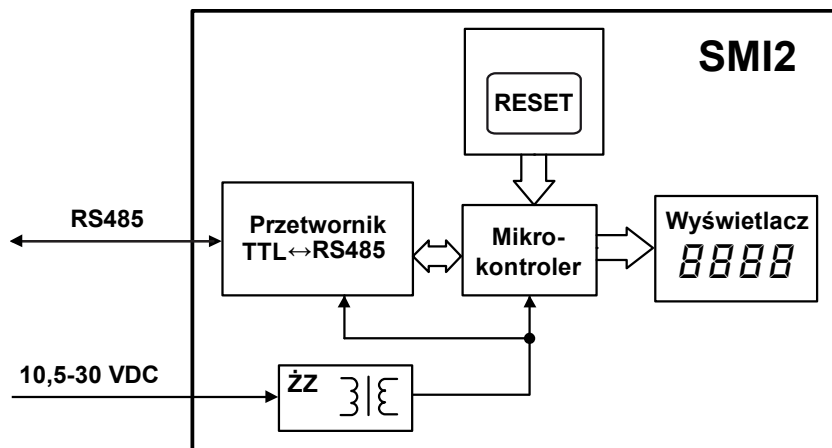 SMI2
RESET
RS485
Przetwornik
TTL↔RS485
Mikro-
kontroler
Wyświetlacz
8888
10,5-30 VDC
ŻZ